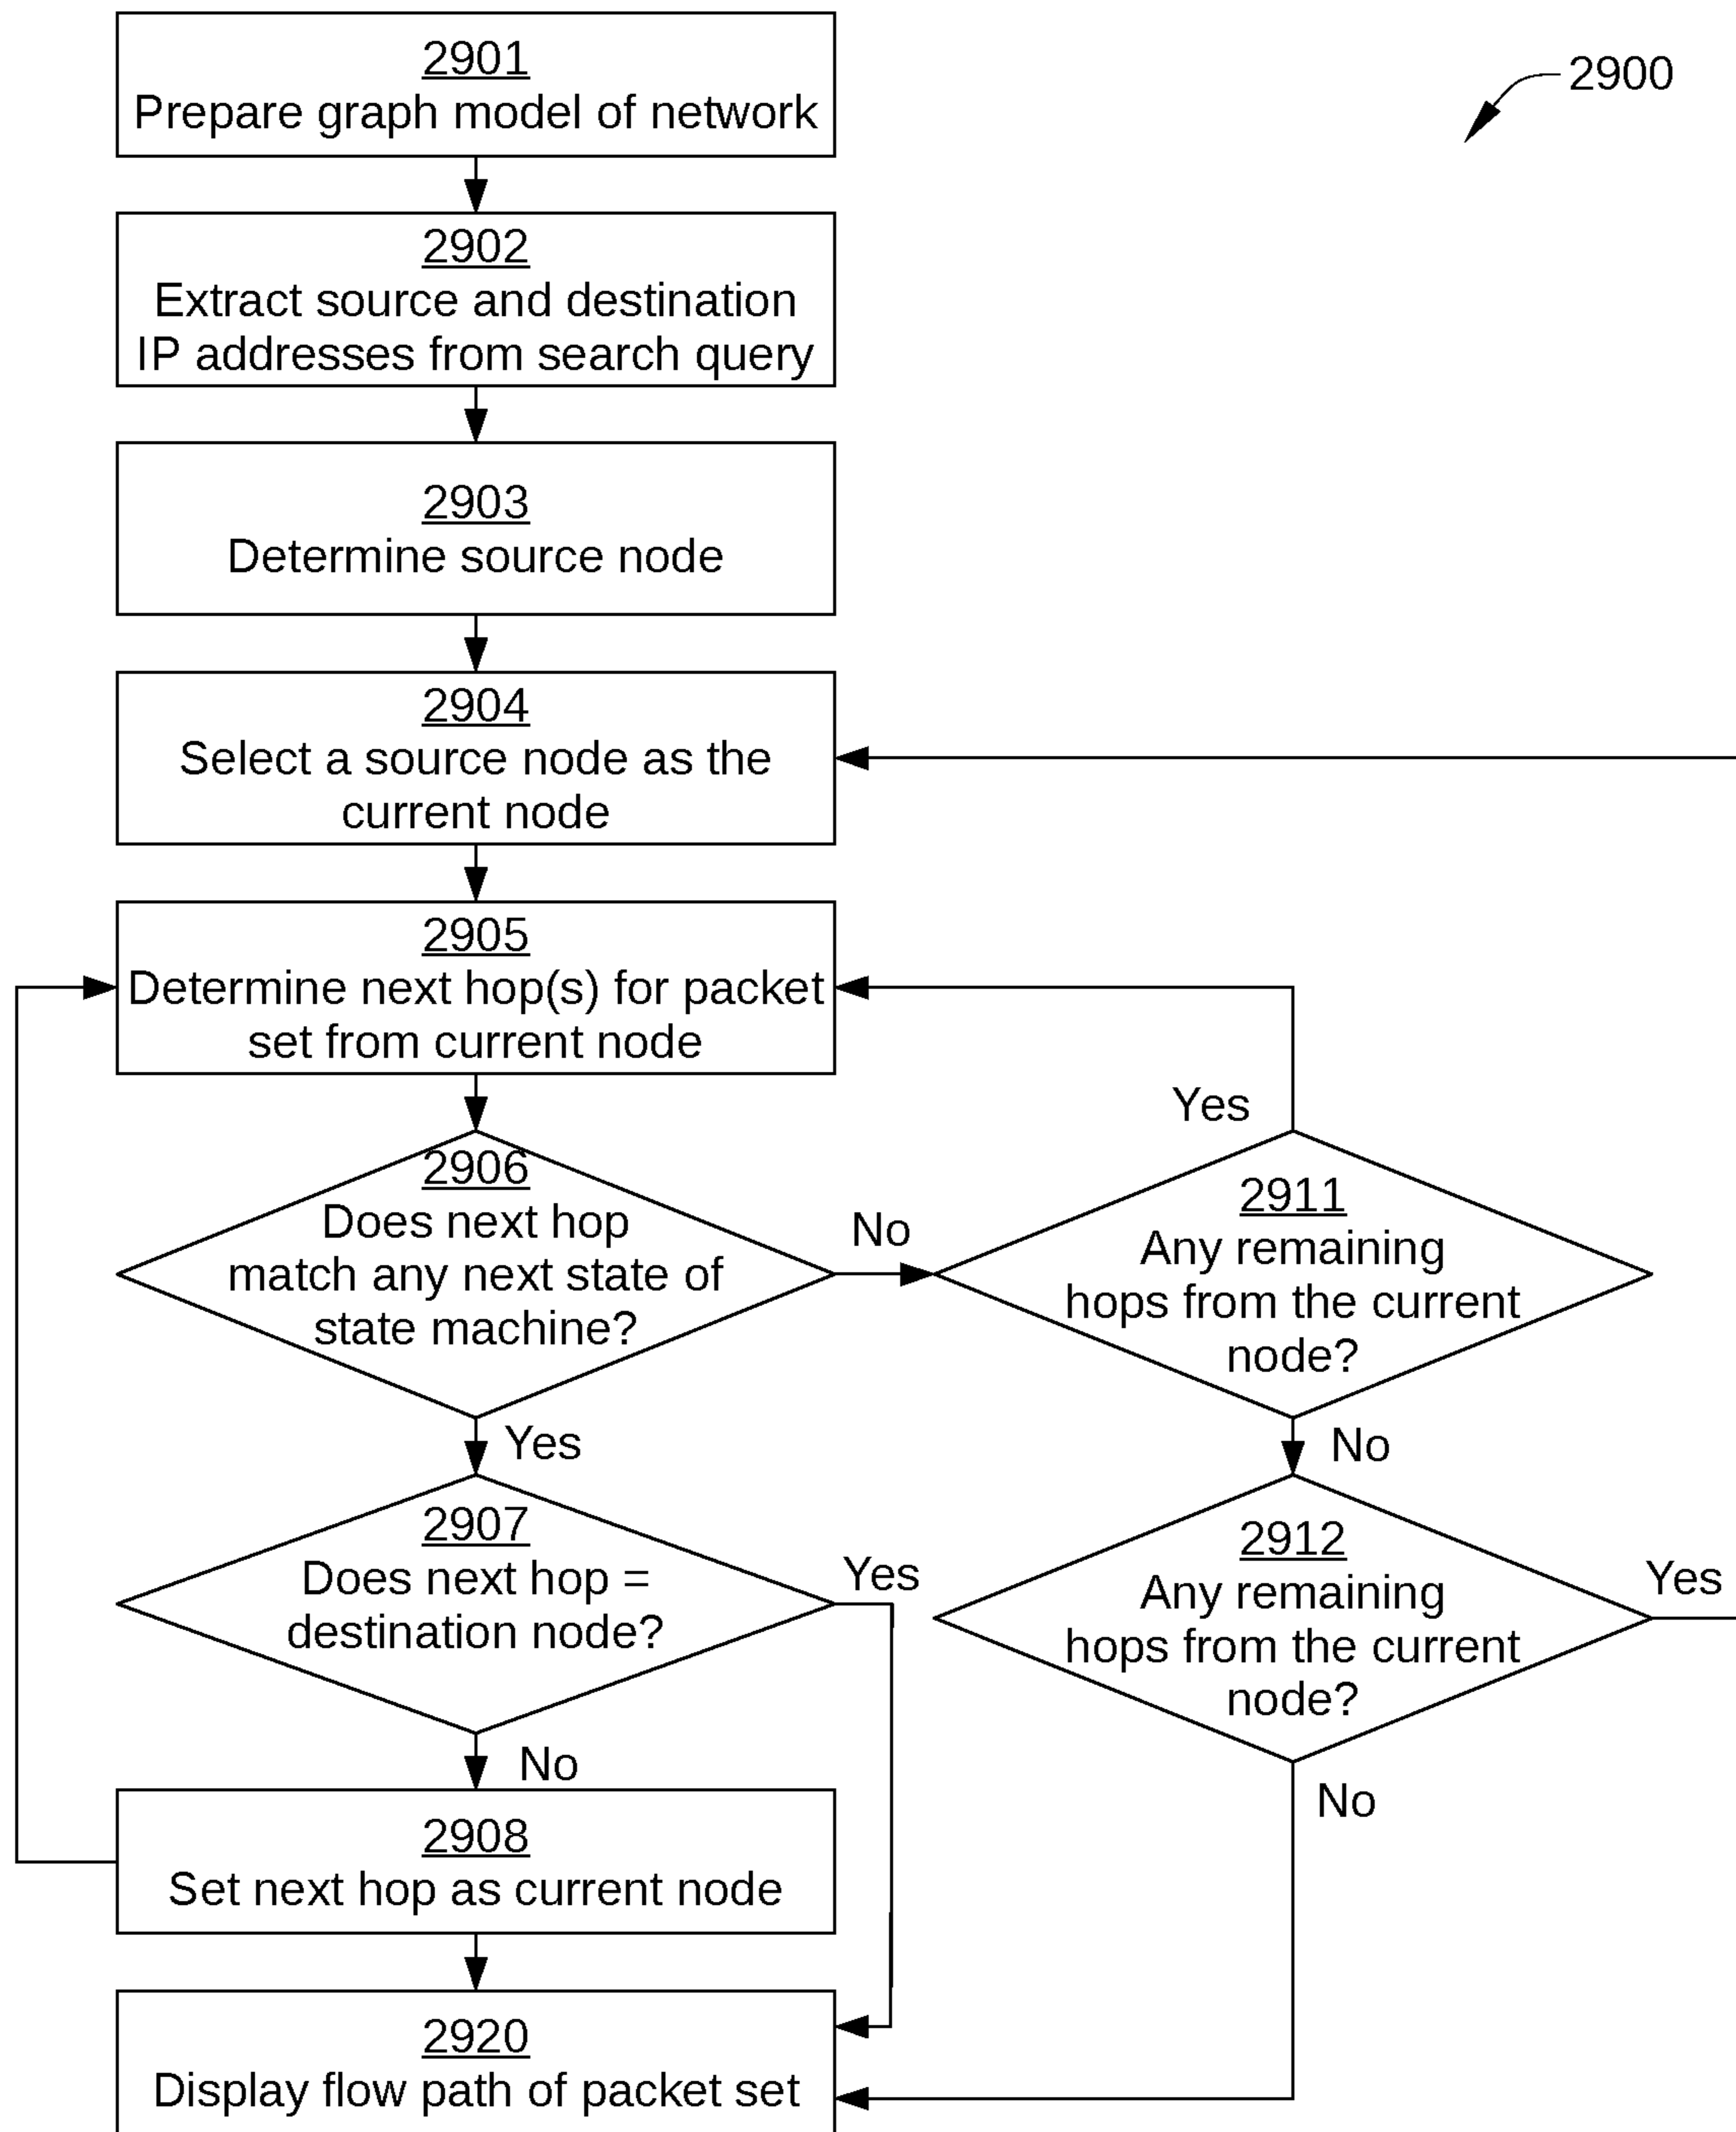 2900
2901
Prepare graph model of network
2902
Extract source and destination
IP addresses from search query
2903
Determine source node
2904
Select a source node as the
current node
2905
Determine next hop(s) for packet
set from current node
2906
Does next hop
match any next state of
state machine?
No
Yes
2911
Any remaining
hops from the current
node?
Yes
No
2907
Does next hop =
destination node?
Yes
No
2912
Any remaining
hops from the current
node?
Yes
No
2908
Set next hop as current node
2920
Display flow path of packet set